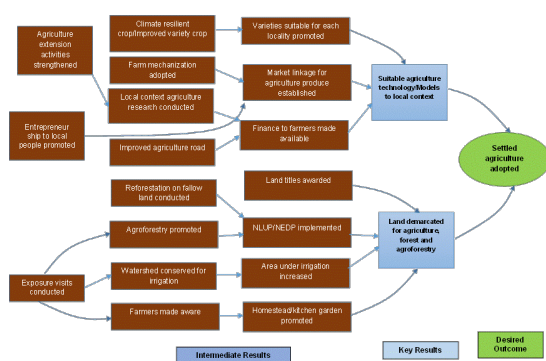 Climate resilient
crop/Improved variety crop
Varieties suitable for each
locality promoted
Agriculture
extension
activities
strengthened
Farm mechanization
adopted
Market linkage for
agriculture produce
established
Suitable agriculture
technology/Models
to local context
Local context agriculture
research conducted
Entrepreneur
ship to local
people promoted
Finance to farmers made
available
Improved agriculture road
Settled
agriculture
adopted
Land titles awarded
Reforestation on fallow
land conducted
Agroforestry promoted
NLUP/NEDP implemented
Land demarcated
for agriculture,
forest and
agroforestry
Watershed conserved for
irrigation
Area under irrigation
increased
Exposure visits
conducted
Farmers made aware
Homestead/kitchen garden
promoted
Intermediate Results
Key Results
Desired
Outcome